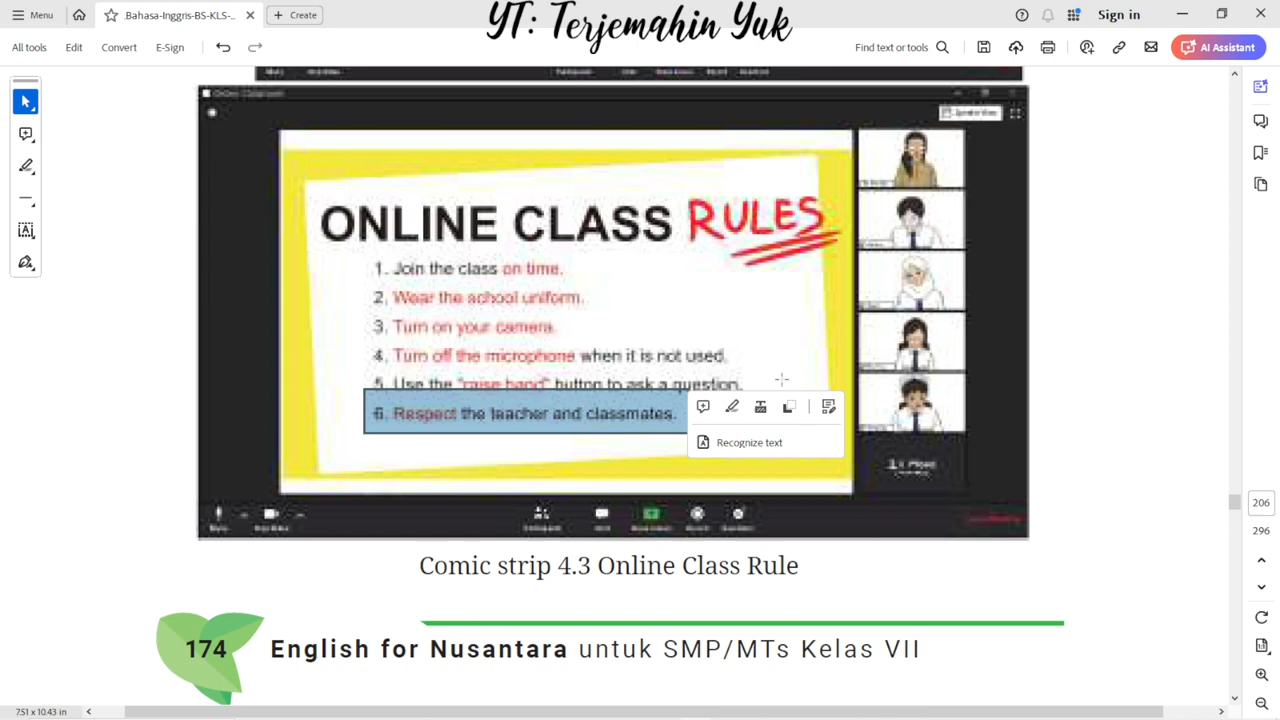 Menu
.Bahasa-Inggris-BS-KLS-...
Create
YT: Terjemahin Yuk
Sign in
All tools
Edit
Convert
E-Sign
Find text or tools
AI Assistant
Speaker View
ONLINE CLASS RULES
1. Join the class on time.
2. Wear the school uniform.
3. Turn on your camera.
4. Turn off the microphone when it is not used.
5. Use the "raise hand" button to ask a question.
6. Respect the teacher and classmates.
Recognize text
Comic strip 4.3 Online Class Rule
174 English for Nusantara untuk SMP/MTs Kelas VII
206
296
7.51 x 10.43 in